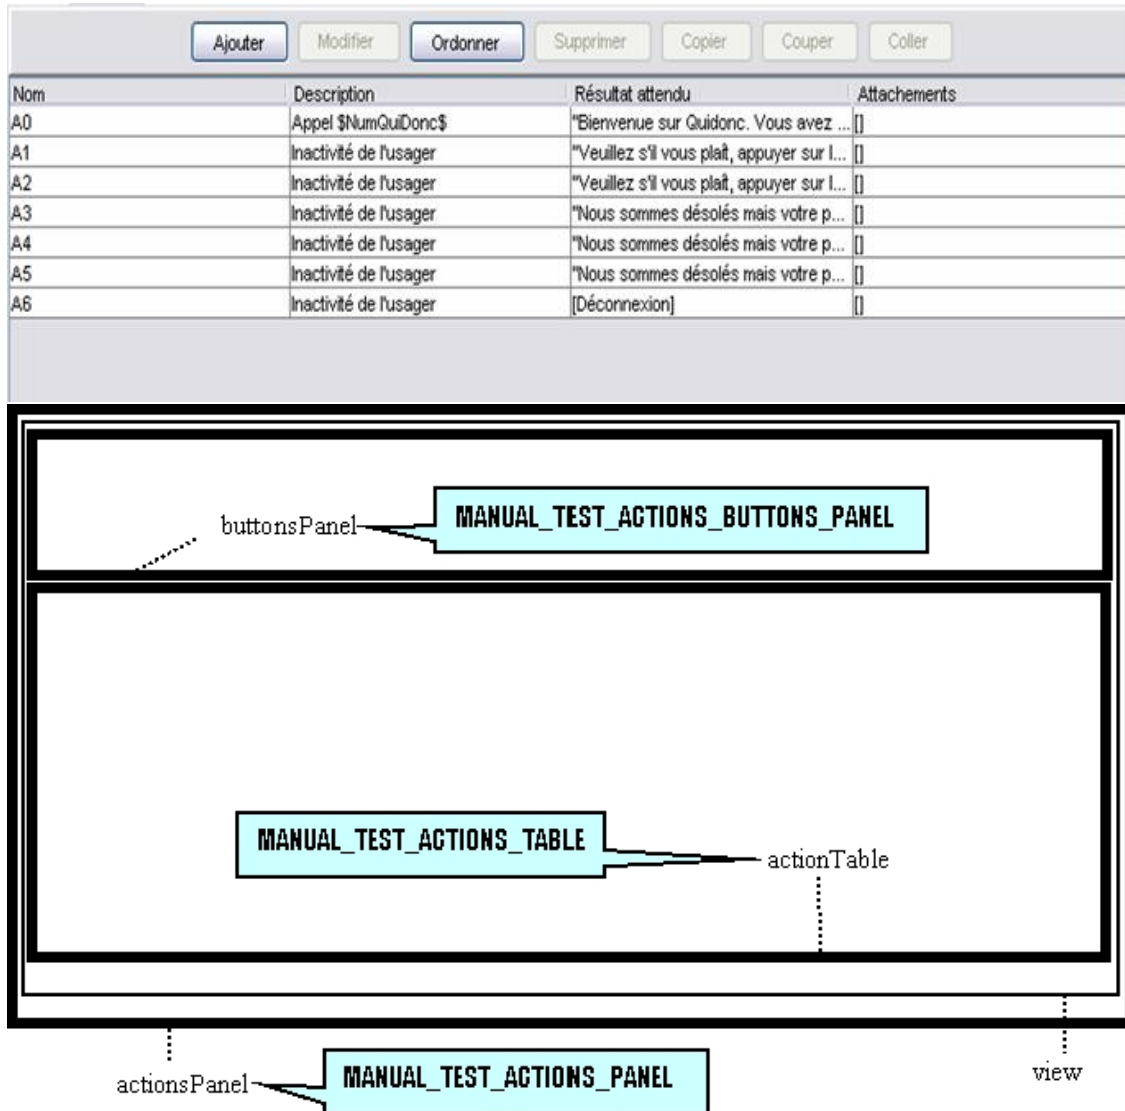 Ajouter Modifier Ordonner Supprimer Copier Couper Coller
Nom Description Résultat attendu Attachements
A0 Appel $NumQuiDonc$ "Bienvenue sur Quidonc. Vous avez ... []
A1 Inactivité de l'usager "Veuillez s'il vous plaît, appuyer sur l... []
A2 Inactivité de l'usager "Veuillez s'il vous plaît, appuyer sur l... []
A3 Inactivité de l'usager "Nous sommes désolés mais votre p... []
A4 Inactivité de l'usager "Nous sommes désolés mais votre p... []
A5 Inactivité de l'usager "Nous sommes désolés mais votre p... []
A6 Inactivité de l'usager [Déconnexion] []
buttonsPanel MANUAL_TEST_ACTIONS_BUTTONS_PANEL
MANUAL_TEST_ACTIONS_TABLE actionTable
actionsPanel MANUAL_TEST_ACTIONS_PANEL view